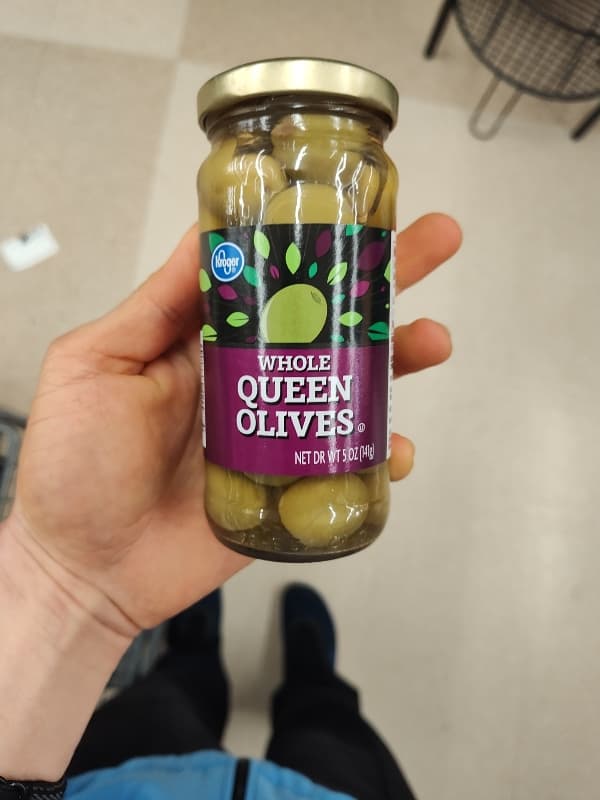 Kroger
WHOLE
QUEEN
OLIVES
NET DR WT 5 OZ (141g)